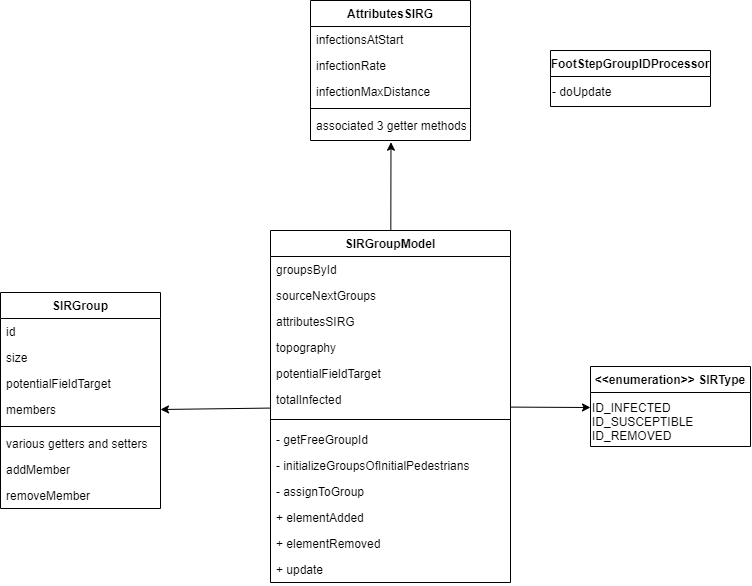 AttributesSIRG
infectionsAtStart
infectionRate
infectionMaxDistance
associated 3 getter methods
FootStepGroupIDProcessor
- doUpdate
SIRGroupModel
groupsById
sourceNextGroups
attributesSIRG
topography
potentialFieldTarget
totalInfected
- getFreeGroupId
- initializeGroupsOfInitialPedestrians
- assignToGroup
+ elementAdded
+ elementRemoved
+ update
SIRGroup
id
size
potentialFieldTarget
members
various getters and setters
addMember
removeMember
<<enumeration>> SIRType
ID_INFECTED
ID_SUSCEPTIBLE
ID_REMOVED